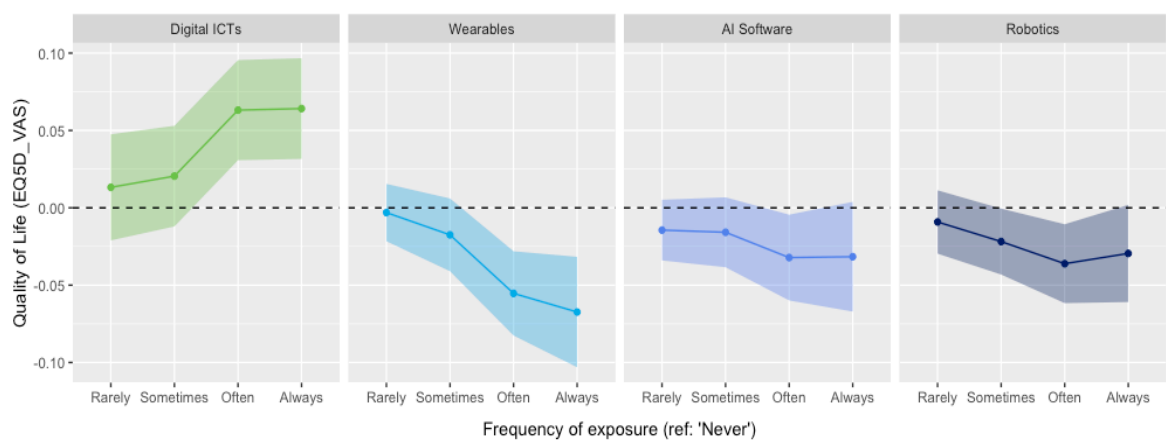 Digital ICTs Wearables AI Software Robotics
Quality of Life (EQ5D_VAS)
0.10
0.05
0.00
-0.05
-0.10
Rarely Sometimes Often Always Rarely Sometimes Often Always Rarely Sometimes Often Always Rarely Sometimes Often Always
Frequency of exposure (ref: 'Never')